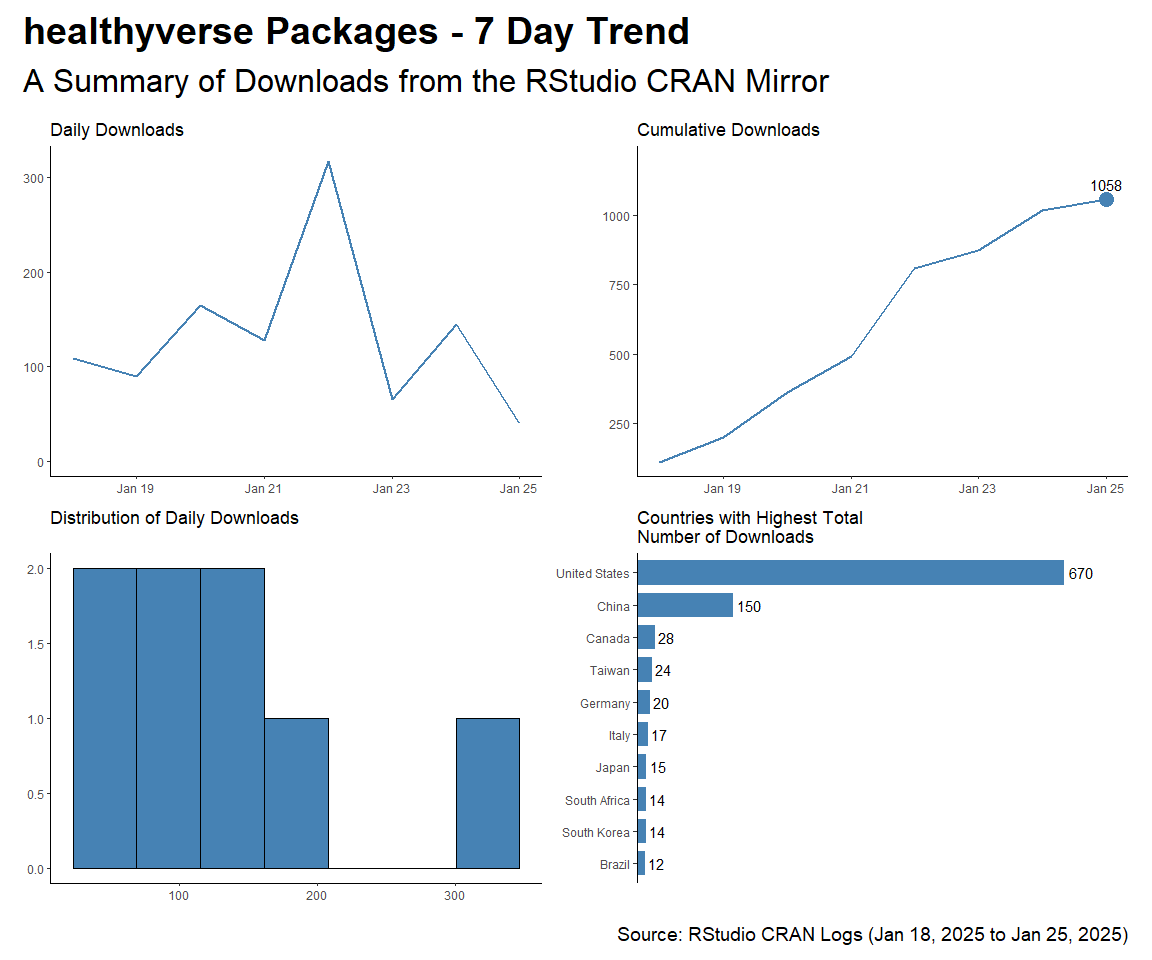 healthyverse Packages - 7 Day Trend
A Summary of Downloads from the RStudio CRAN Mirror
Daily Downloads
300
200
100
0
Jan 19
Jan 21
Jan 23
Jan 25
Cumulative Downloads
1058
1000
750
500
250
Jan 19
Jan 21
Jan 23
Jan 25
Distribution of Daily Downloads
2.0
1.5
1.0
0.5
0.0
100
200
300
Countries with Highest Total
Number of Downloads
United States 670
China 150
Canada 28
Taiwan 24
Germany 20
Italy 17
Japan 15
South Africa 14
South Korea 14
Brazil 12
Source: RStudio CRAN Logs (Jan 18, 2025 to Jan 25, 2025)